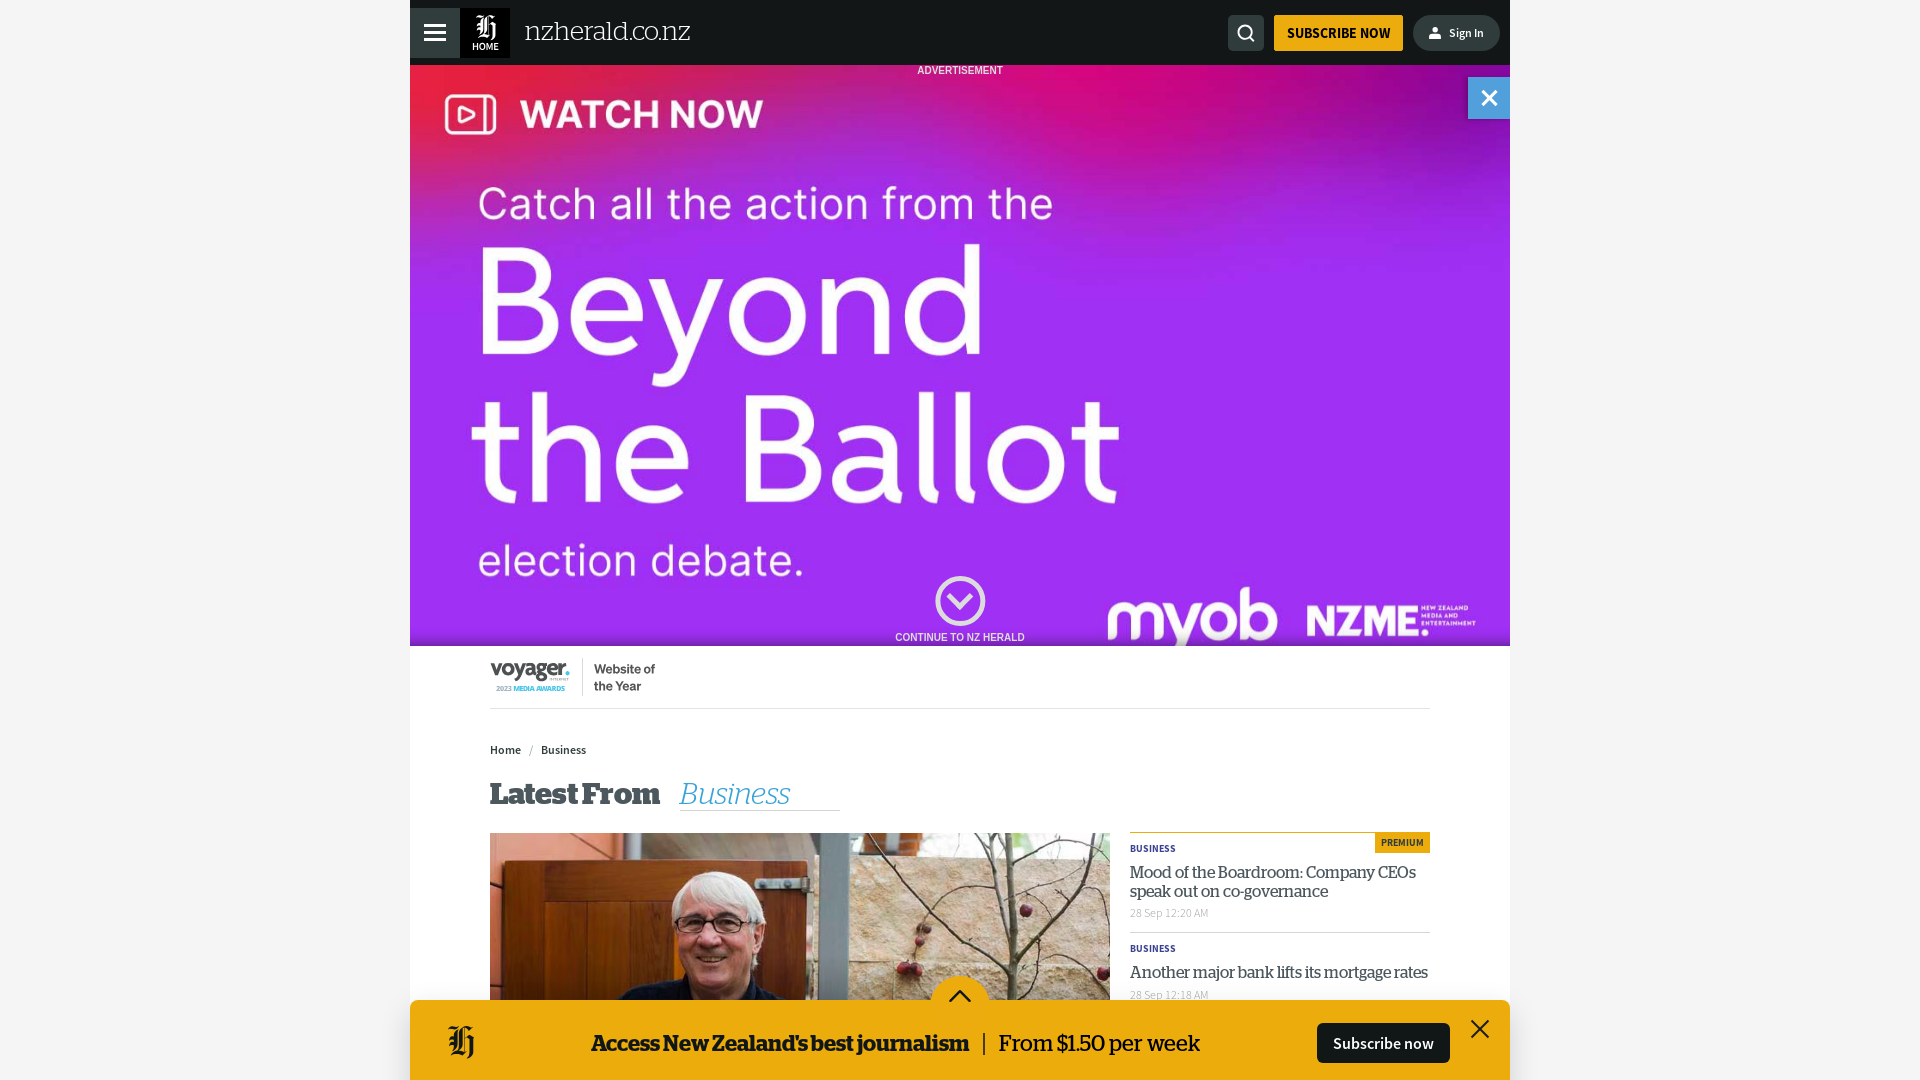 HOME
nzherald.co.nz
SUBSCRIBE NOW
Sign In
ADVERTISEMENT
WATCH NOW
Catch all the action from the
Beyond
the Ballot
election debate.
CONTINUE TO NZ HERALD
myob
NZME.
NEW ZEALAND
MEDIA AND
ENTERTAINMENT
voyager.
INTERNET
2023 MEDIA AWARDS
Website of
the Year
Home / Business
Latest From Business
BUSINESS
PREMIUM
Mood of the Boardroom: Company CEOs
speak out on co-governance
28 Sep 12:20 AM
BUSINESS
Another major bank lifts its mortgage rates
28 Sep 12:18 AM
Access New Zealand's best journalism | From $1.50 per week
Subscribe now